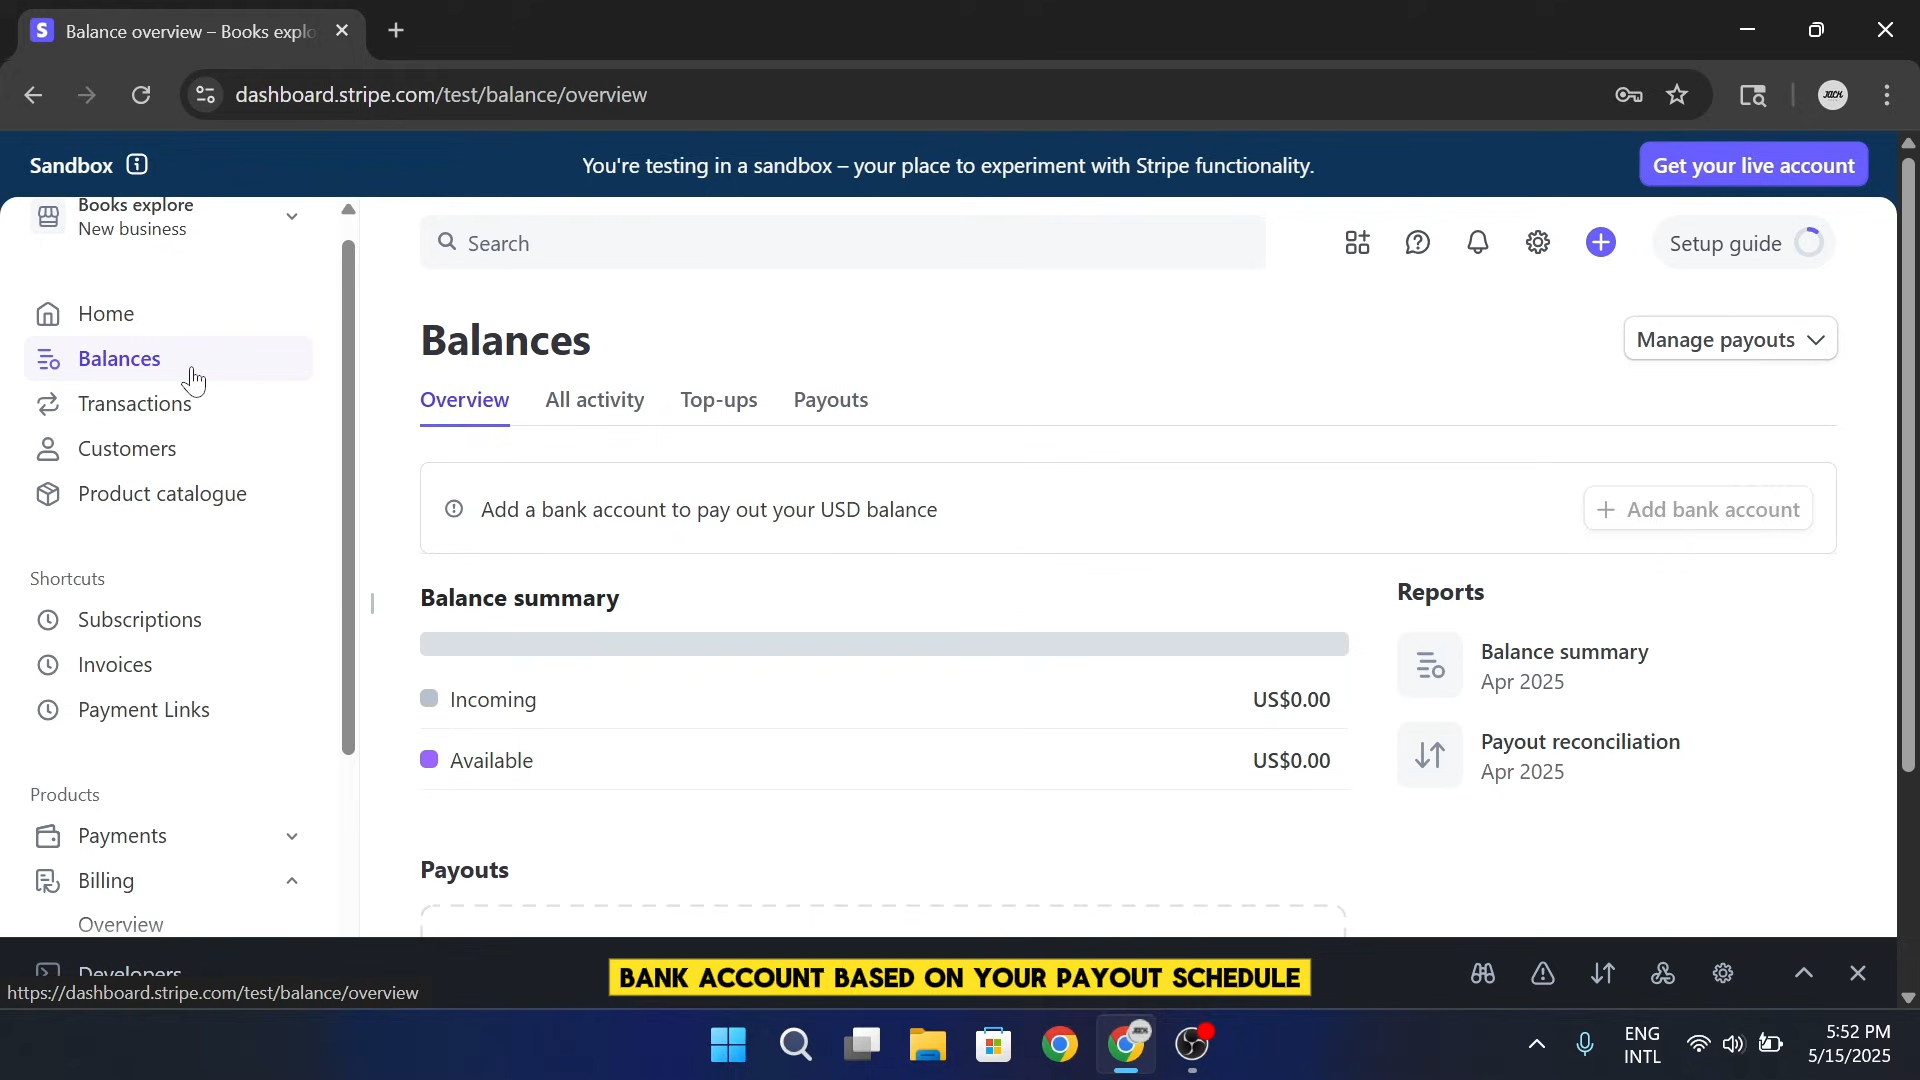 S Balance overview – Books explo
dashboard.stripe.com/test/balance/overview
Sandbox
You're testing in a sandbox – your place to experiment with Stripe functionality.
Get your live account
Books explore
New business
Search
Setup guide
Home
Balances
Transactions
Customers
Product catalogue
Shortcuts
Subscriptions
Invoices
Payment Links
Products
Payments
Billing
Overview
Developers
https://dashboard.stripe.com/test/balance/overview
Balances
Manage payouts
Overview All activity Top-ups Payouts
Add a bank account to pay out your USD balance
+ Add bank account
Balance summary
Incoming US$0.00
Available US$0.00
Reports
Balance summary
Apr 2025
Payout reconciliation
Apr 2025
Payouts
BANK ACCOUNT BASED ON YOUR PAYOUT SCHEDULE
ENG
INTL
5:52 PM
5/15/2025